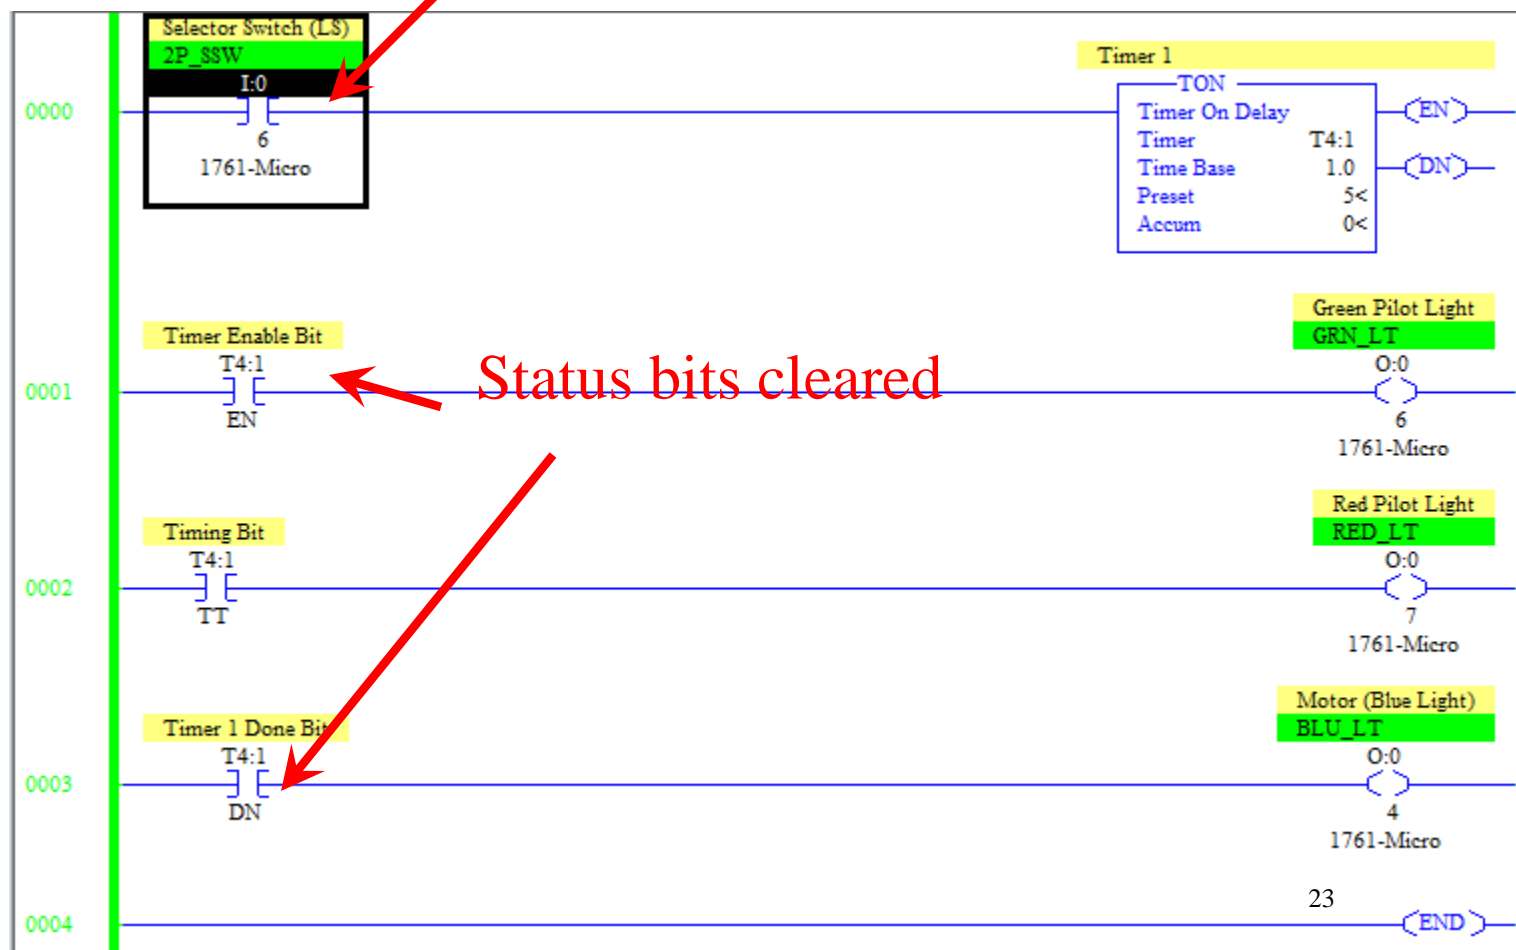 Selector Switch (LS)
2P_SSW
I:0
0000
6
1761-Micro
Timer 1
TON
Timer On Delay
Timer T4:1
Time Base 1.0
Preset 5<
Accum 0<
EN
DN
Timer Enable Bit
T4:1
0001
EN
Status bits cleared
Green Pilot Light
GRN_LT
O:0
6
1761-Micro
Timing Bit
T4:1
0002
TT
Red Pilot Light
RED_LT
O:0
7
1761-Micro
Timer 1 Done Bit
T4:1
0003
DN
Motor (Blue Light)
BLU_LT
O:0
4
1761-Micro
23
0004
END